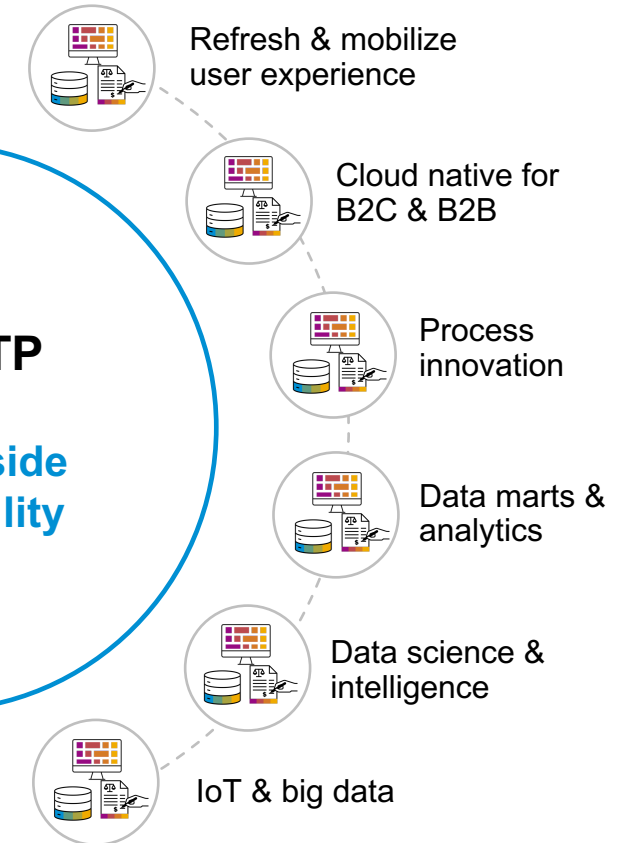 Refresh & mobilize
user experience
Cloud native for
B2C & B2B
TP
Process
innovation
side
lity
Data marts &
analytics
Data science &
intelligence
IoT & big data